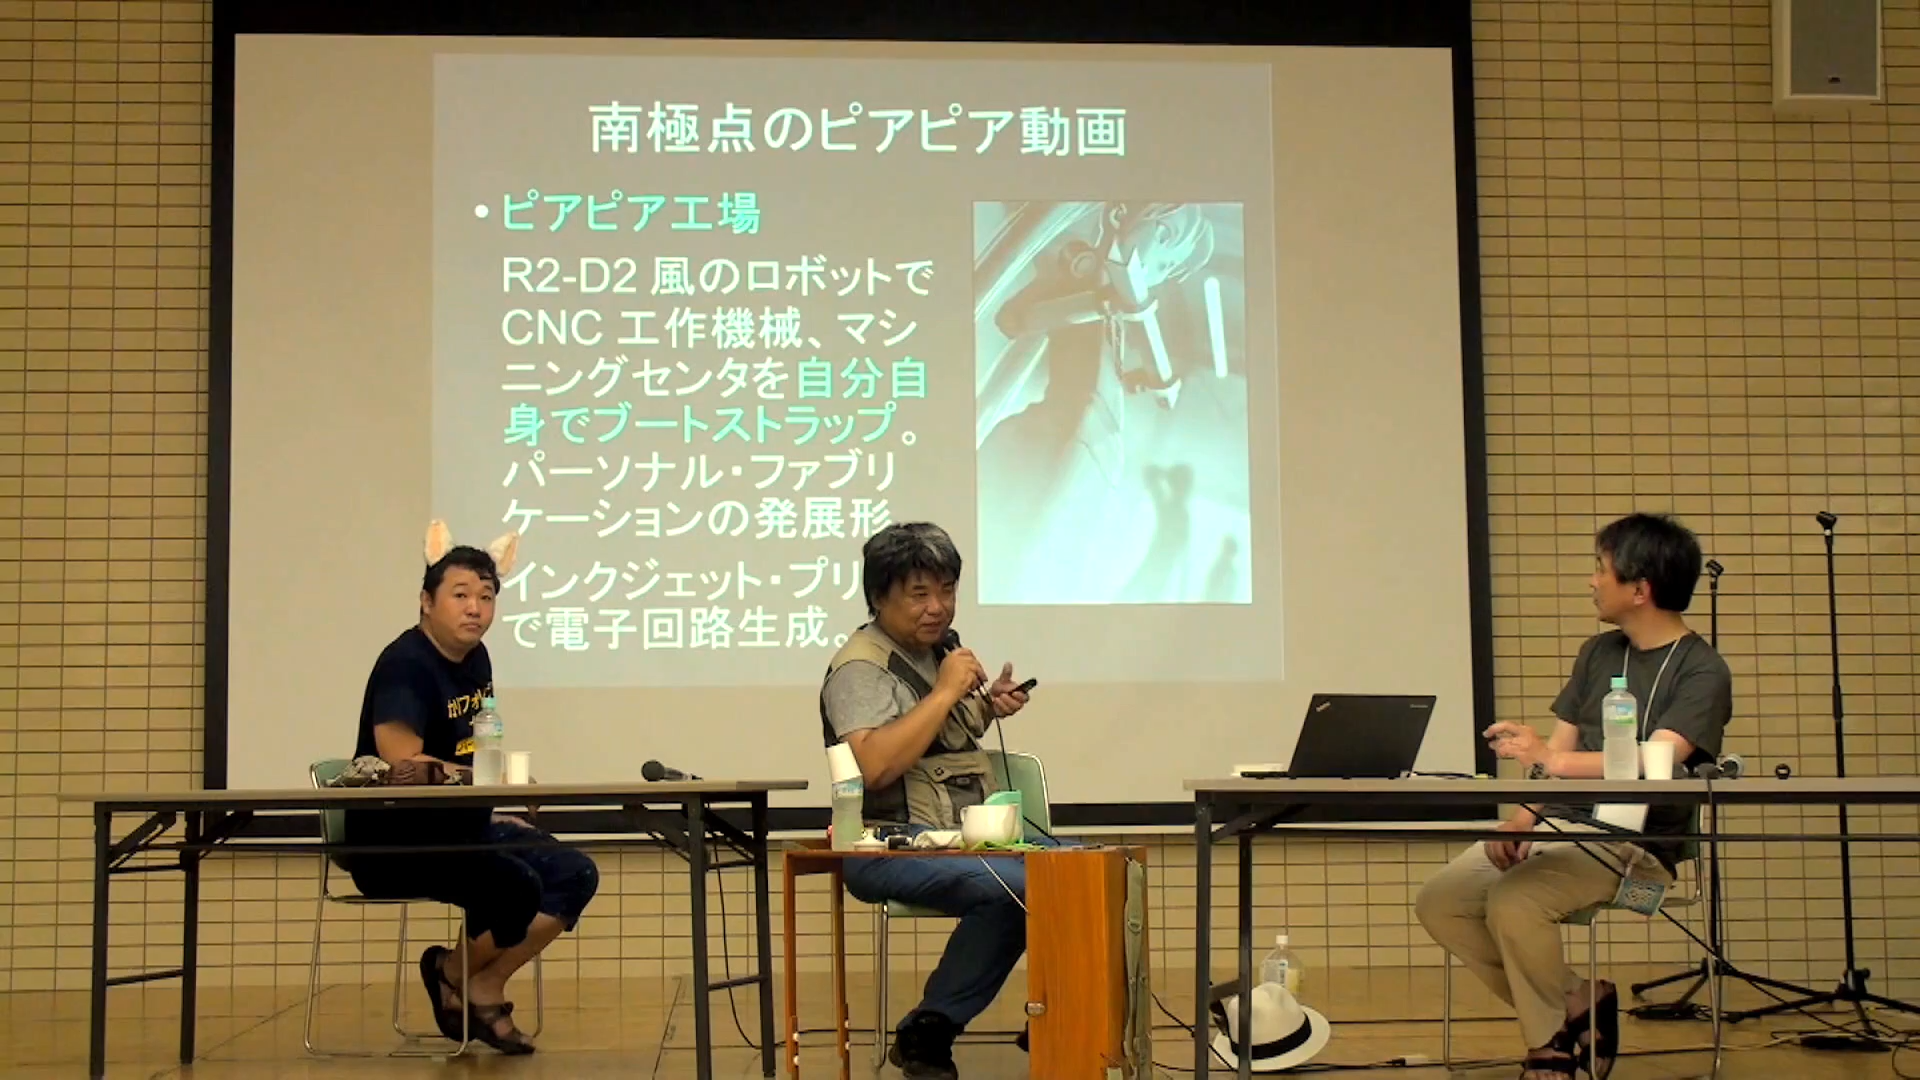 南極点のピアピア動画
• ピアピア工場
R2-D2 風のロボットで
CNC 工作機械、マシ
ニングセンタを自分自
身でブートストラップ。
パーソナル・ファブリ
ケーションの発展形
インクジェット・プリ
で電子回路生成。